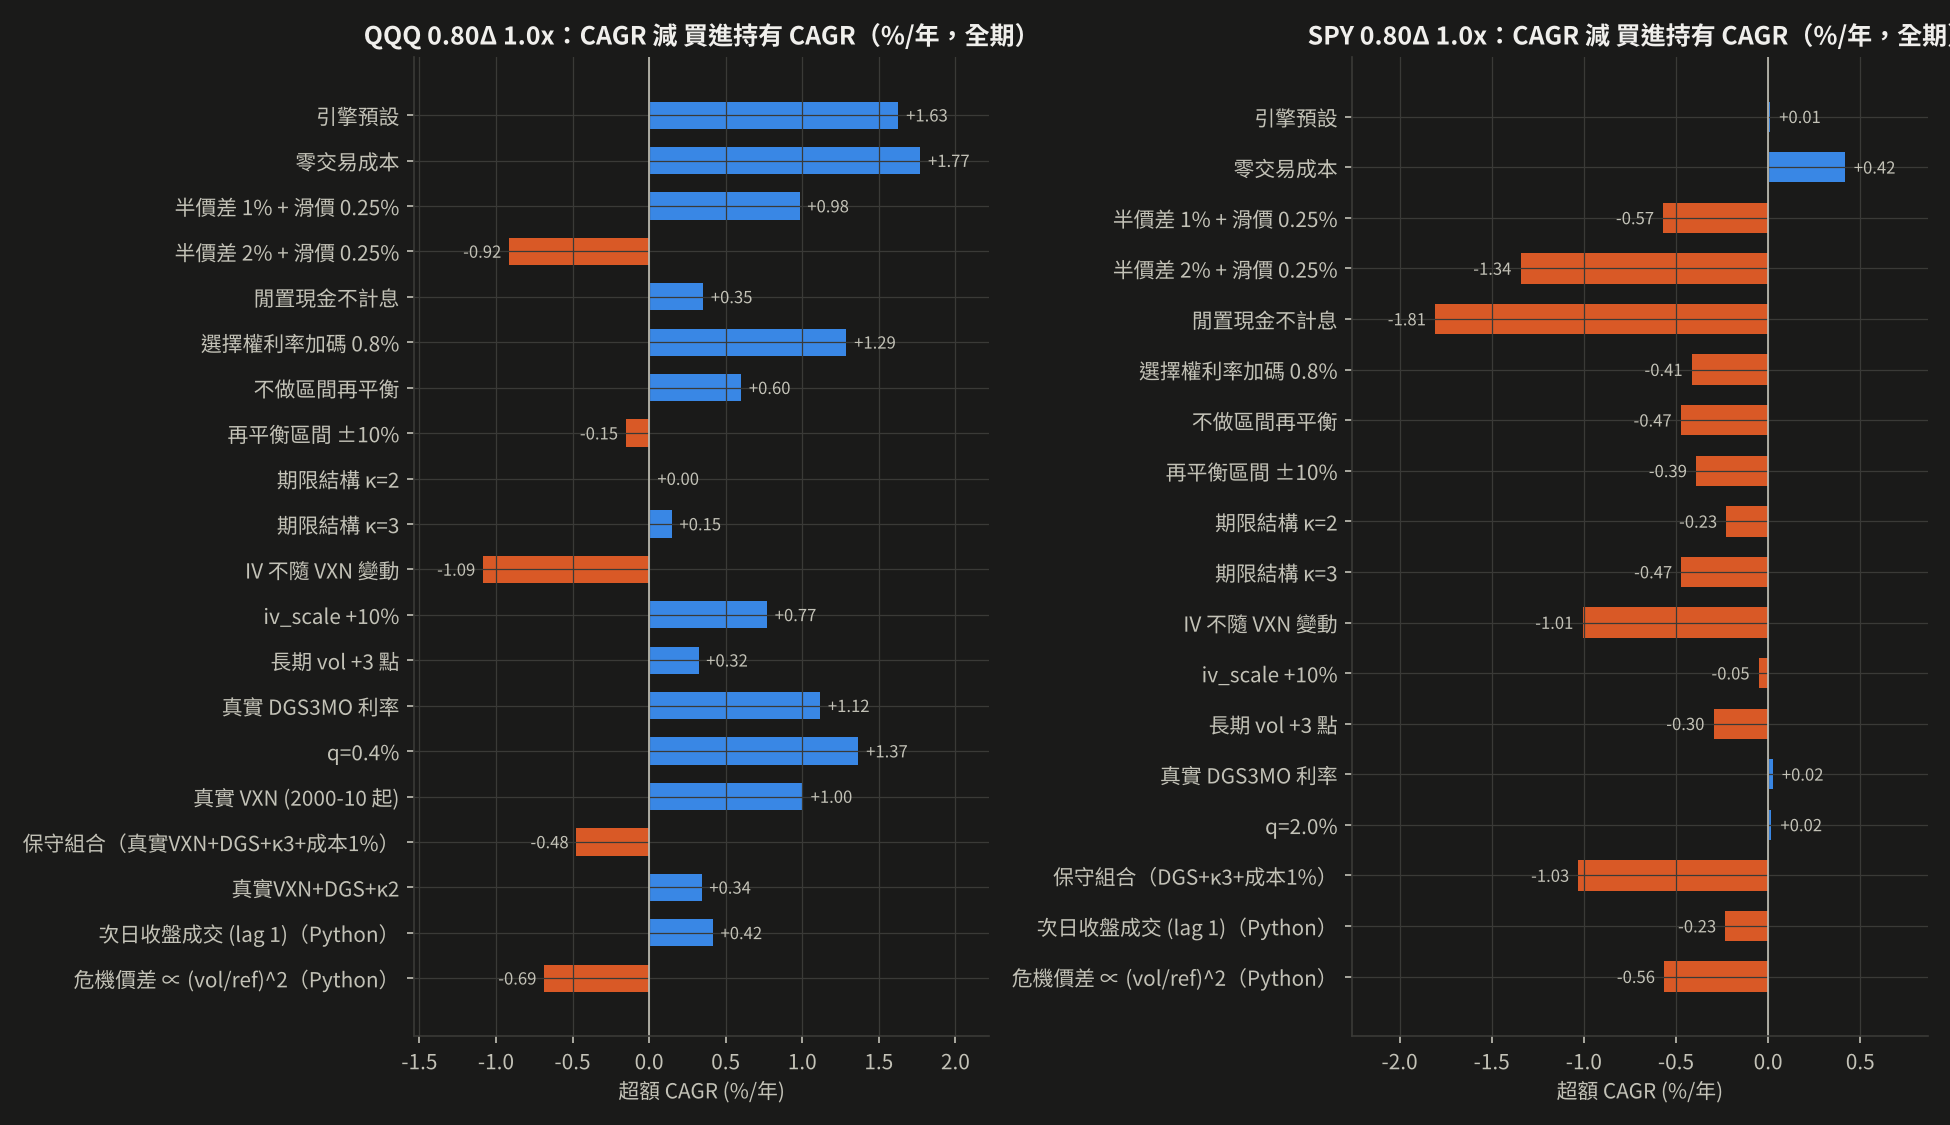 QQQ 0.80Δ 1.0x：CAGR 減 買進持有 CAGR（%/年，全期）
引擎預設
+1.63
零交易成本
+1.77
半價差 1% + 滑價 0.25%
+0.98
半價差 2% + 滑價 0.25%
-0.92
閒置現金不計息
+0.35
選擇權利率加碼 0.8%
+1.29
不做區間再平衡
+0.60
再平衡區間 ±10%
-0.15
期限結構 κ=2
+0.00
期限結構 κ=3
+0.15
IV 不隨 VXN 變動
-1.09
iv_scale +10%
+0.77
長期 vol +3 點
+0.32
真實 DGS3MO 利率
+1.12
q=0.4%
+1.37
真實 VXN (2000-10 起)
+1.00
保守組合（真實VXN+DGS+κ3+成本1%）
-0.48
真實VXN+DGS+κ2
+0.34
次日收盤成交 (lag 1)（Python）
+0.42
危機價差 ∝ (vol/ref)^2（Python）
-0.69
-1.5 -1.0 -0.5 0.0 0.5 1.0 1.5 2.0
超額 CAGR (%/年)
SPY 0.80Δ 1.0x：CAGR 減 買進持有 CAGR（%/年，全期）
引擎預設
+0.01
零交易成本
+0.42
半價差 1% + 滑價 0.25%
-0.57
半價差 2% + 滑價 0.25%
-1.34
閒置現金不計息
-1.81
選擇權利率加碼 0.8%
-0.41
不做區間再平衡
-0.47
再平衡區間 ±10%
-0.39
期限結構 κ=2
-0.23
期限結構 κ=3
-0.47
IV 不隨 VXN 變動
-1.01
iv_scale +10%
-0.05
長期 vol +3 點
-0.30
真實 DGS3MO 利率
+0.02
q=2.0%
+0.02
保守組合（DGS+κ3+成本1%）
-1.03
次日收盤成交 (lag 1)（Python）
-0.23
危機價差 ∝ (vol/ref)^2（Python）
-0.56
-2.0 -1.5 -1.0 -0.5 0.0 0.5
超額 CAGR (%/年)